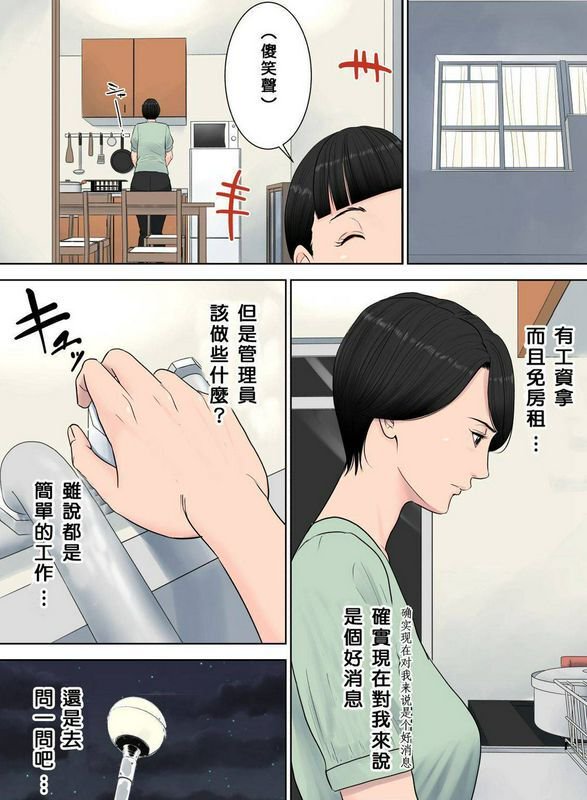 （傻笑聲）
有工資拿
而且免房租…
确实现在对我来说是个好消息
確實現在對我來說
是個好消息
但是管理員
該做些什麼？
キュッ
雖說都是
簡單的工作…
還是去
問一問吧…